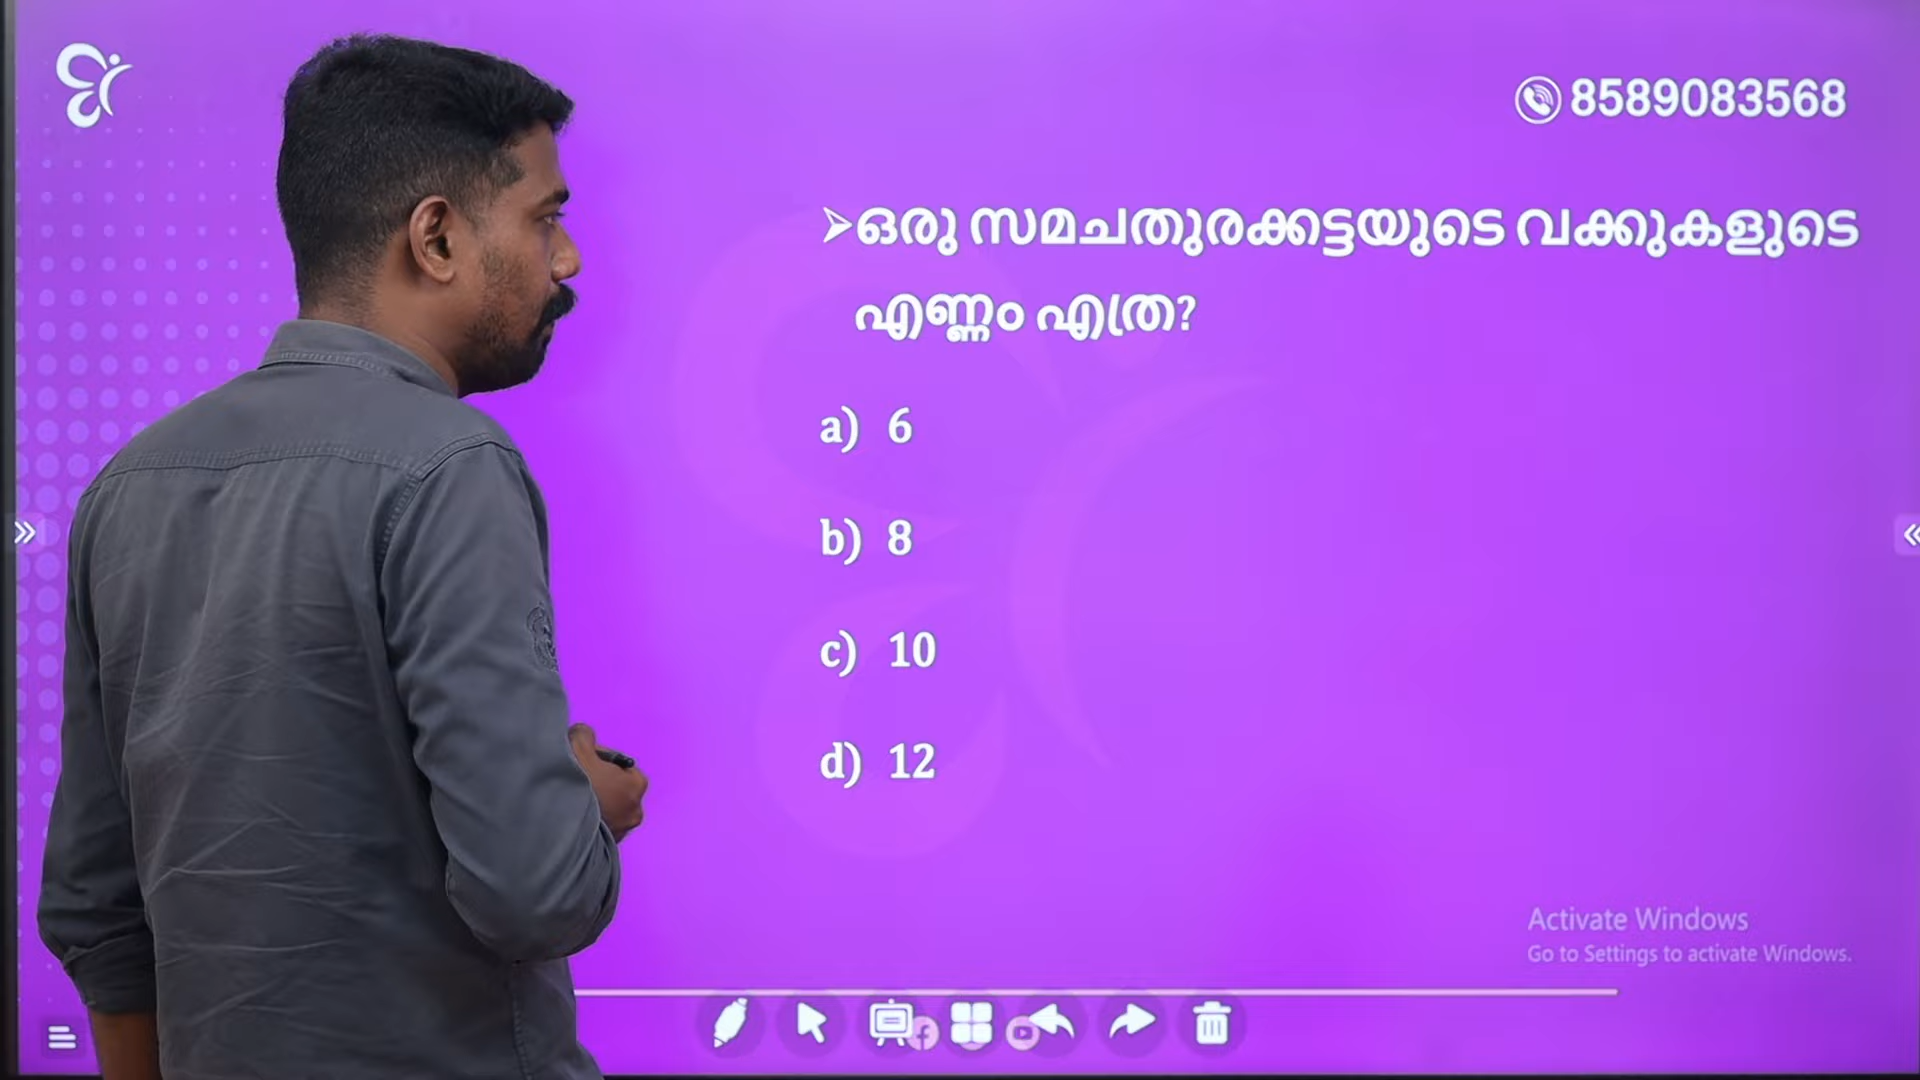 8589083568
➢ഒരു സമചതുരക്കട്ടയുടെ വക്കുകളുടെ
എണ്ണം എത്ര?
a) 6
b) 8
c) 10
d) 12
Activate Windows
Go to Settings to activate Windows.